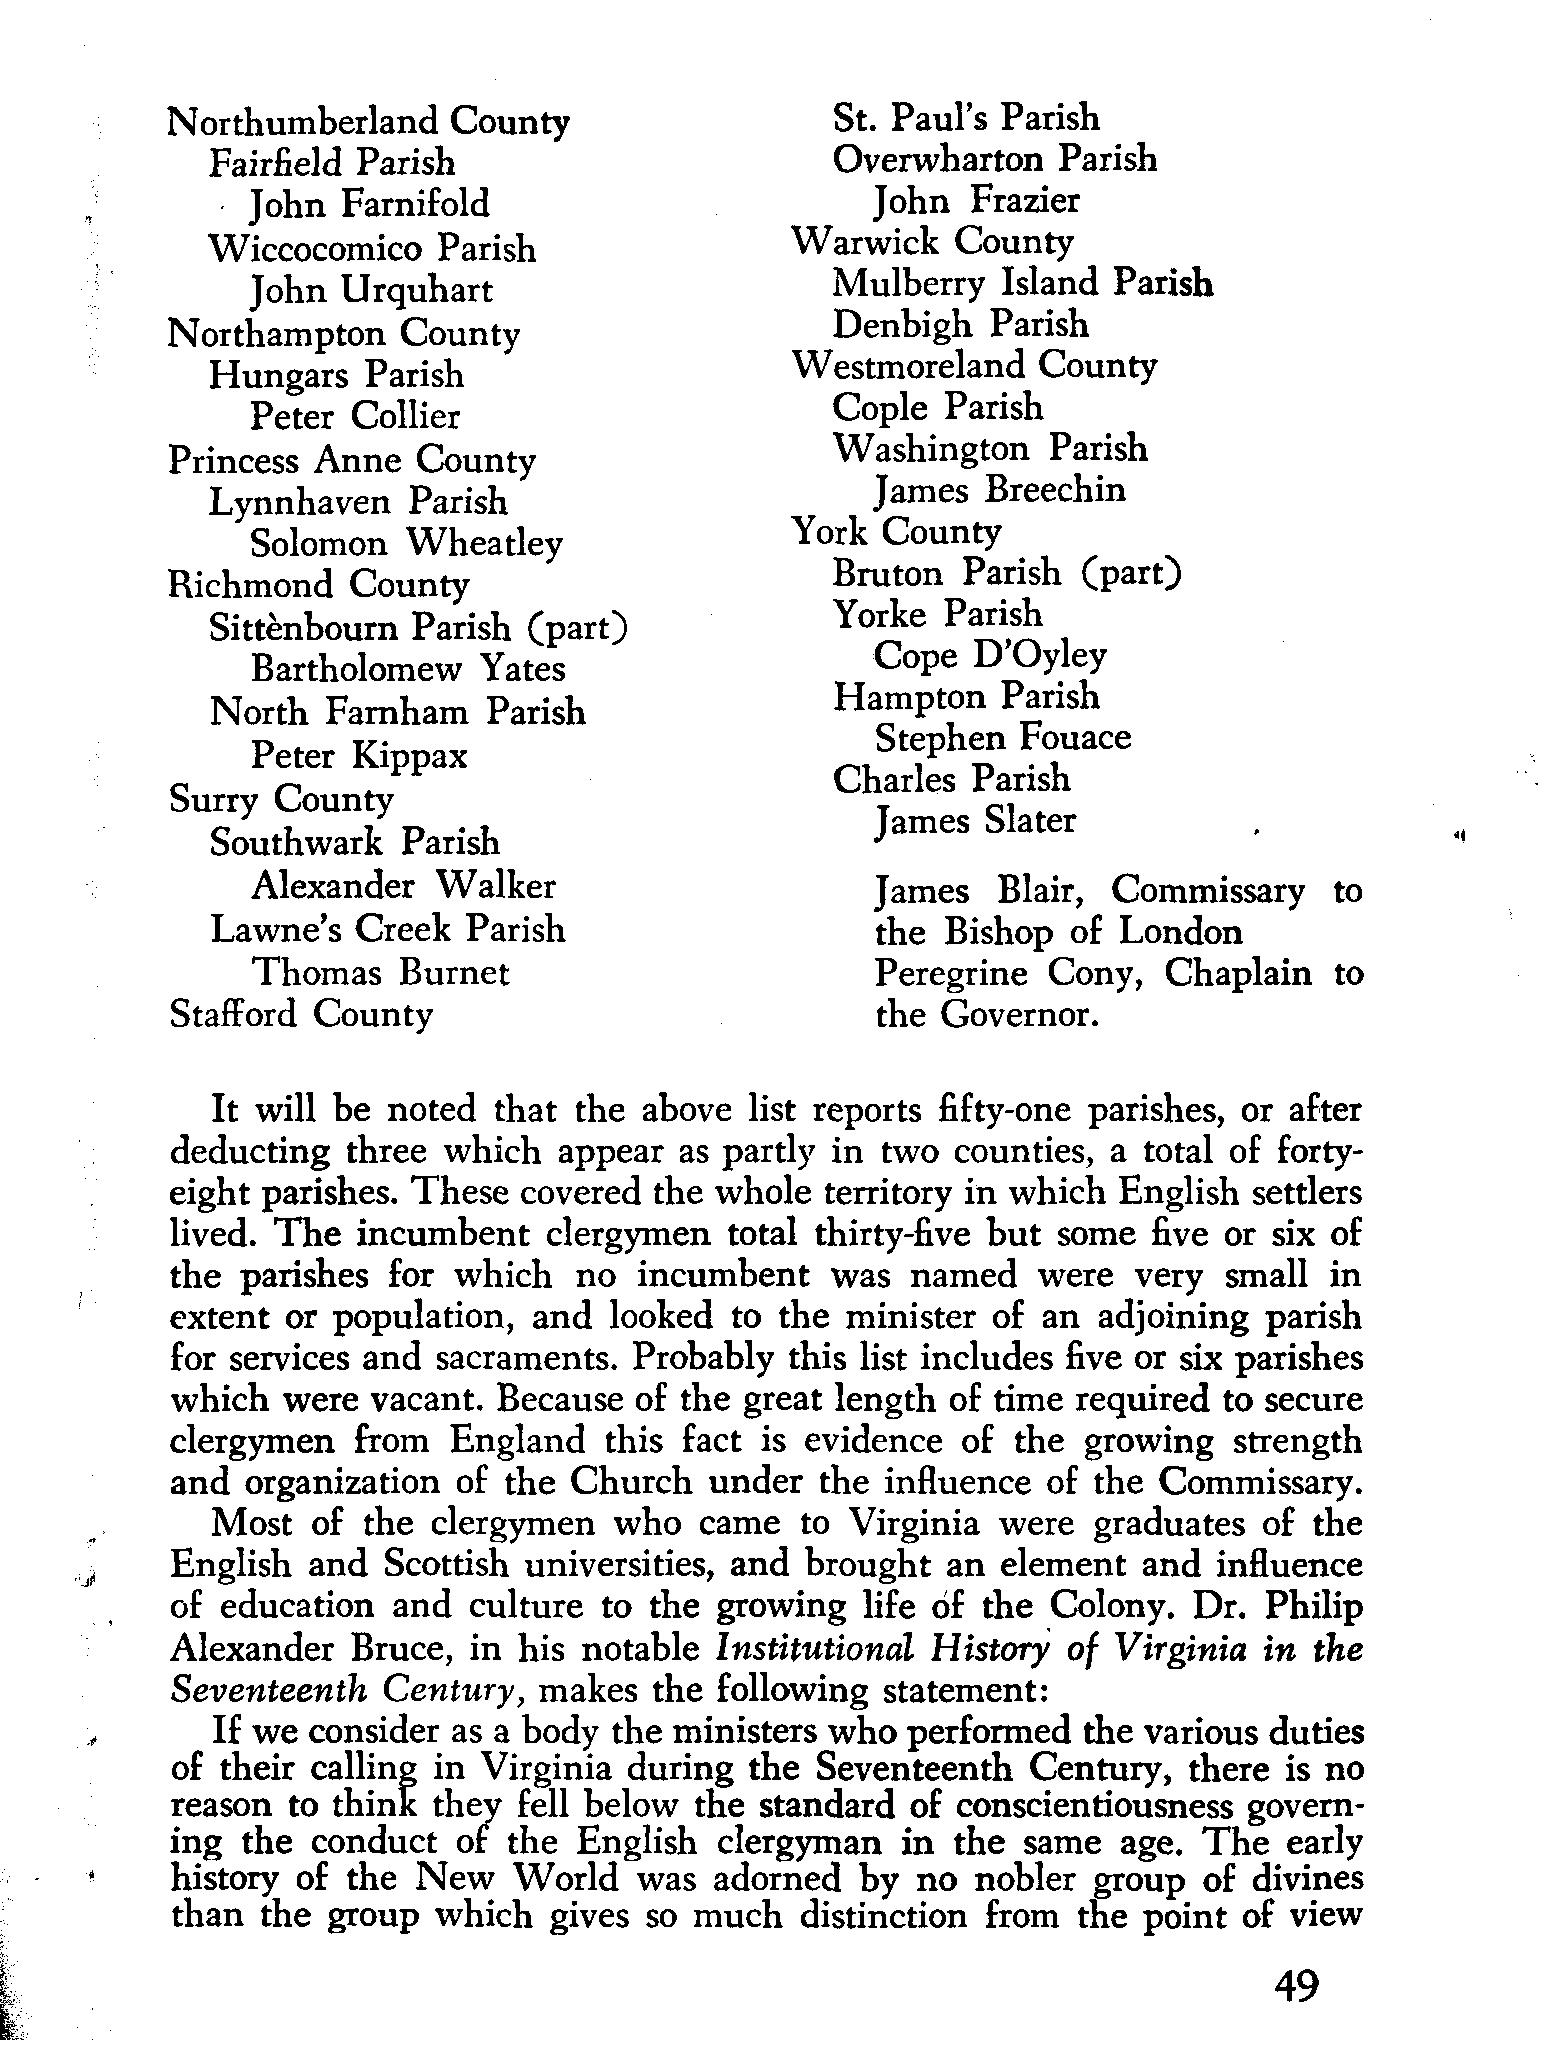 Northumberland County
Fairfield Parish
John Farnifold
Wiccocomico Parish
John Urquhart
Northampton County
Hungars Parish
Peter Collier
Princess Anne County
Lynnhaven Parish
Solomon Wheatley
Richmond County
Sittènbourn Parish (part)
Bartholomew Yates
North Farnham Parish
Peter Kippax
Surry County
Southwark Parish
Alexander Walker
Lawne's Creek Parish
Thomas Burnet
Stafford County
St. Paul's Parish
Overwharton Parish
John Frazier
Warwick County
Mulberry Island Parish
Denbigh Parish
Westmoreland County
Cople Parish
Washington Parish
James Breechin
York County
Bruton Parish (part)
Yorke Parish
Cope D'Oyley
Hampton Parish
Stephen Fouace
Charles Parish
James Slater
James Blair, Commissary to
the Bishop of London
Peregrine Cony, Chaplain to
the Governor.
It will be noted that the above list reports fifty-one parishes, or after
deducting three which appear as partly in two counties, a total of forty-
eight parishes. These covered the whole territory in which English settlers
lived. The incumbent clergymen total thirty-five but some five or six of
the parishes for which no incumbent was named were very small in
extent or population, and looked to the minister of an adjoining parish
for services and sacraments. Probably this list includes five or six parishes
which were vacant. Because of the great length of time required to secure
clergymen from England this fact is evidence of the growing strength
and organization of the Church under the influence of the Commissary.
Most of the clergymen who came to Virginia were graduates of the
English and Scottish universities, and brought an element and influence
of education and culture to the growing life of the Colony. Dr. Philip
Alexander Bruce, in his notable Institutional History of Virginia in the
Seventeenth Century, makes the following statement:
If we consider as a body the ministers who performed the various duties
of their calling in Virginia during the Seventeenth Century, there is no
reason to think they fell below the standard of conscientiousness govern-
ing the conduct of the English clergyman in the same age. The early
history of the New World was adorned by no nobler group of divines
than the group which gives so much distinction from the point of view
49